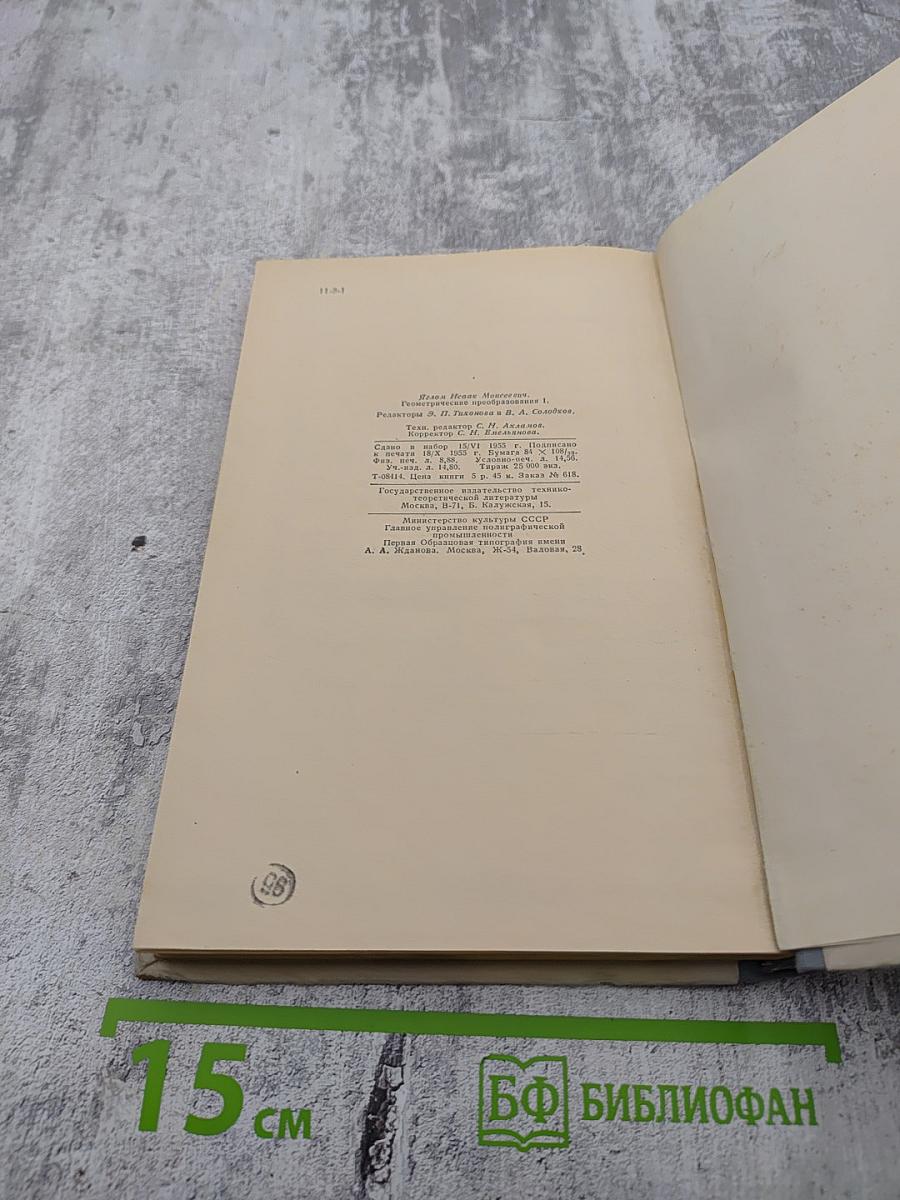 11-3-1
Яглом Исаак Моисеевич.
Геометрические преобразования I.
Редакторы Э. П. Тихонова и В. А. Солодков.
Техн. редактор С. Н. Ахламов.
Корректор С. Н. Емельянова.
Сдано в набор 15/VI 1955 г. Подписано
к печати 18/X 1955 г. Бумага 84 × 108/32.
Физ. печ. л. 8,88. Условно-печ. л. 14,56.
Уч.-изд. л. 14,80. Тираж 25 000 экз.
Т-08414. Цена книги 5 р. 45 к. Заказ № 618.
Государственное издательство технико-
теоретической литературы
Москва, В-71, Б. Калужская, 15.
Министерство культуры СССР
Главное управление полиграфической
промышленности
Первая Образцовая типография имени
А. А. Жданова. Москва, Ж-54, Валовая, 28.
15 см
БФ БИБЛИОФАН